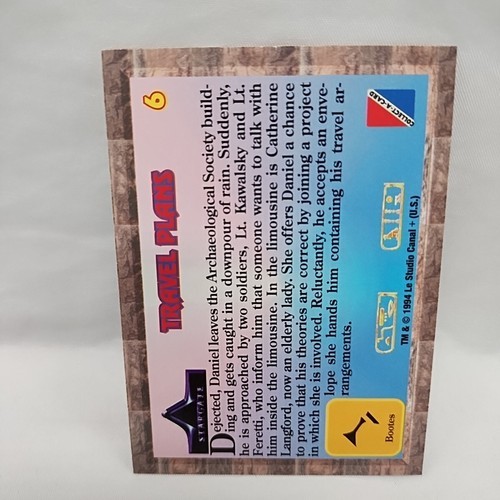 STARGATE
TRAVEL PLANS
6
Dejected, Daniel leaves the Archaeological Society build-
ing and gets caught in a downpour of rain. Suddenly,
he is approached by two soldiers, Lt. Kawalsky and Lt.
Feretti, who inform him that someone wants to talk with
him inside the limousine. In the limousine is Catherine
Langford, now an elderly lady. She offers Daniel a chance
to prove that his theories are correct by joining a project
in which she is involved. Reluctantly, he accepts an enve-
lope she hands him containing his travel ar-
rangements.
Bootes
TM & © 1994 Le Studio Canal + (U.S.)
COLLECT-A-CARD